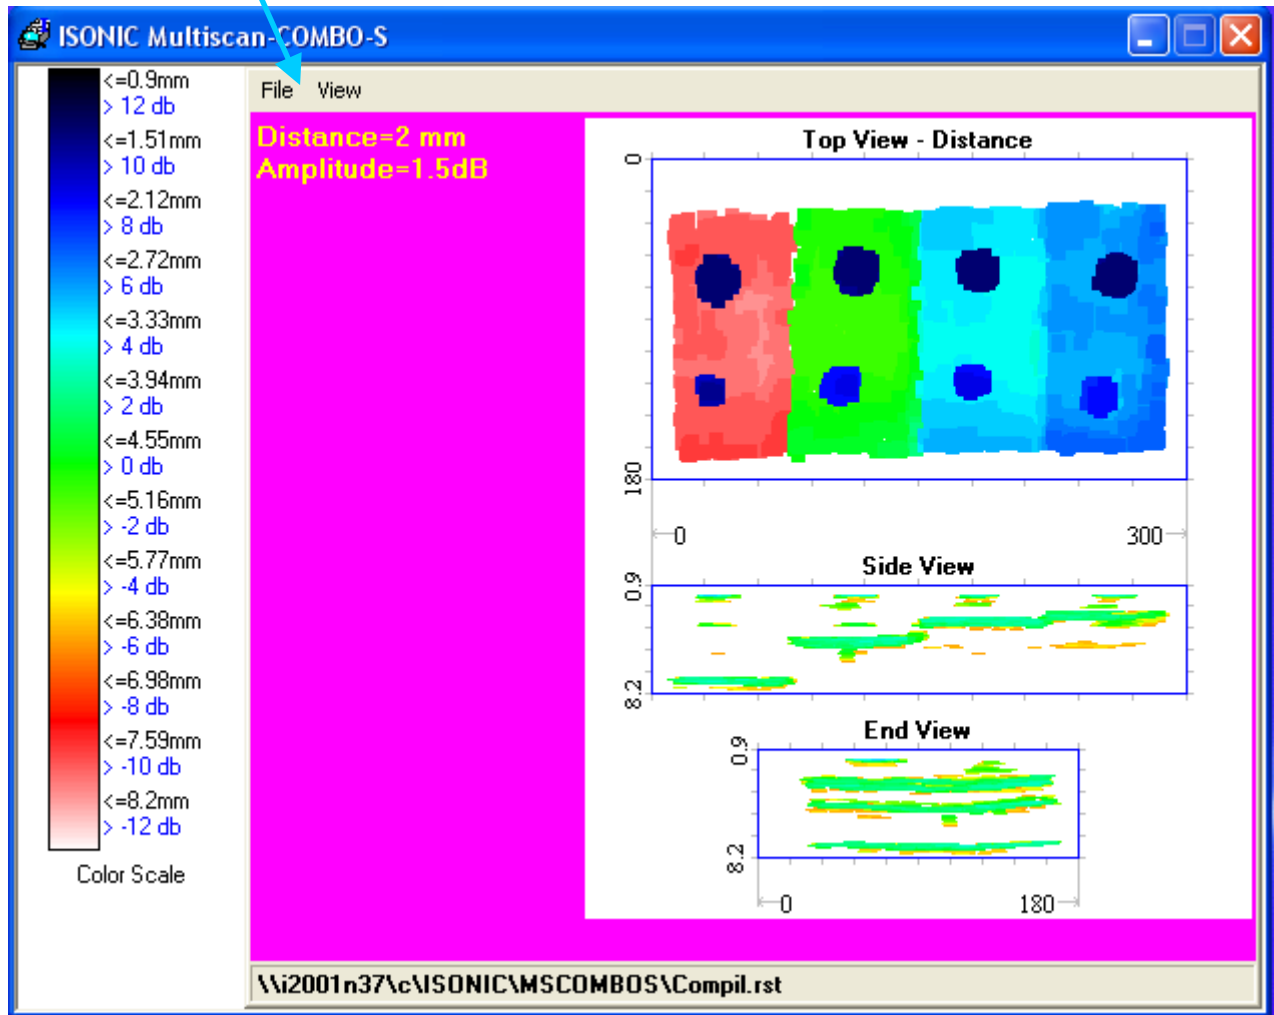 ISONIC Multiscan-COMBO-S
File View
<=0.9mm
> 12 db
<=1.51mm
> 10 db
<=2.12mm
> 8 db
<=2.72mm
> 6 db
<=3.33mm
> 4 db
<=3.94mm
> 2 db
<=4.55mm
> 0 db
<=5.16mm
> -2 db
<=5.77mm
> -4 db
<=6.38mm
> -6 db
<=6.98mm
> -8 db
<=7.59mm
> -10 db
<=8.2mm
> -12 db
Color Scale
Distance=2 mm
Amplitude=1.5dB
Top View - Distance
0
180
0 300
Side View
0.9
8.2
End View
0.9
8.2
0 180
\\i2001n37\c\ISONIC\MSCOMBOS\Compil.rst